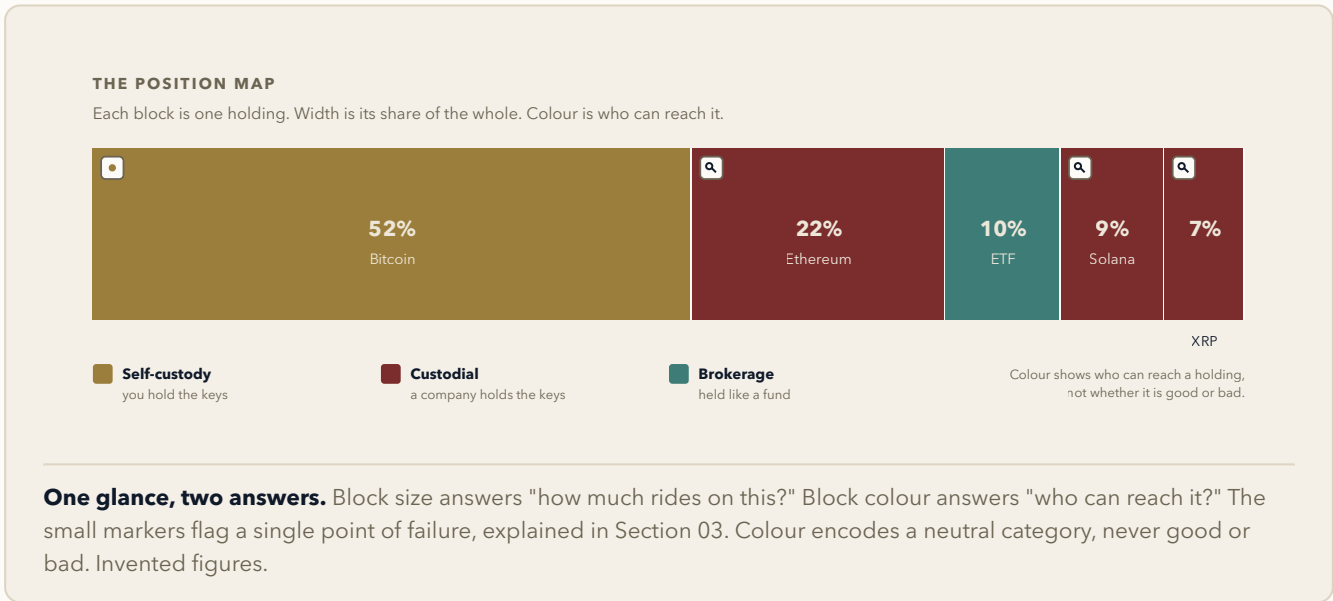 THE POSITION MAP
Each block is one holding. Width is its share of the whole. Colour is who can reach it.
52%
Bitcoin
22%
Ethereum
10%
ETF
9%
Solana
7%
XRP
Self-custody
you hold the keys
Custodial
a company holds the keys
Brokerage
held like a fund
Colour shows who can reach a holding,
not whether it is good or bad.
One glance, two answers. Block size answers "how much rides on this?" Block colour answers "who can reach it?" The
small markers flag a single point of failure, explained in Section 03. Colour encodes a neutral category, never good or
bad. Invented figures.